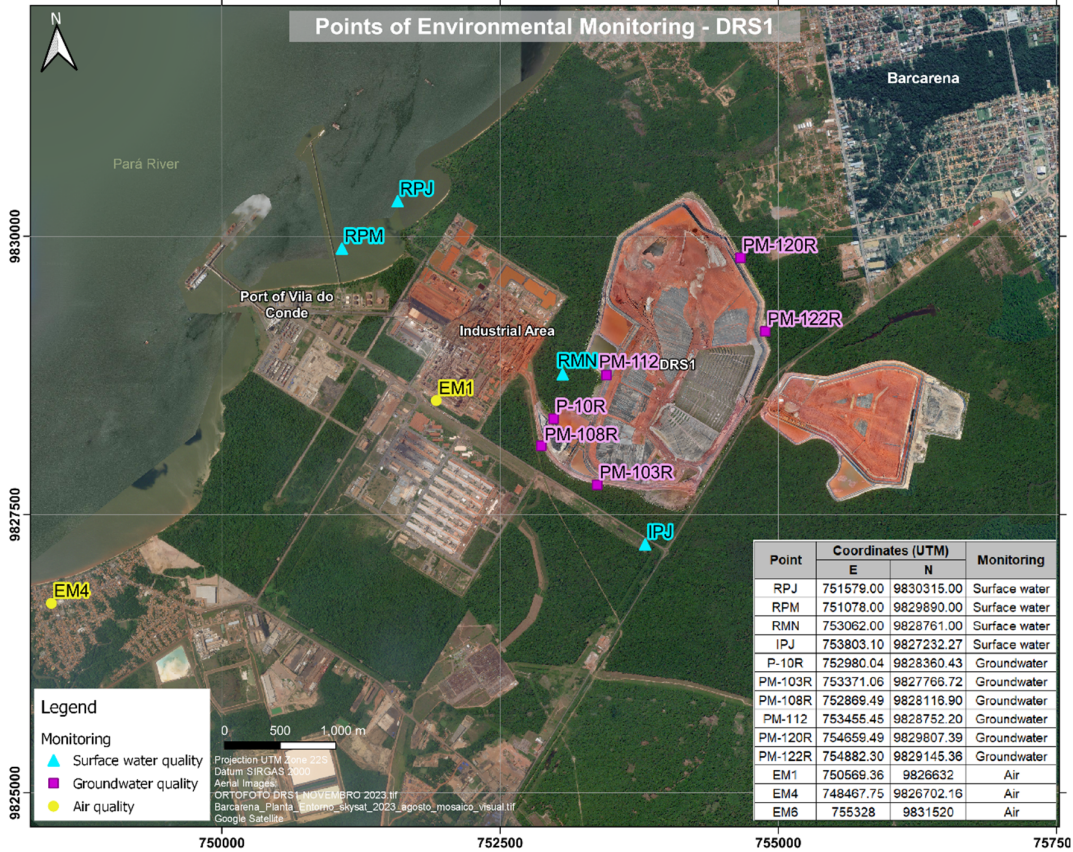 Points of Environmental Monitoring - DRS1
N
Barcarena
Pará River
RPJ
RPM
PM-120R
9830000
Port of Vila do
Conde
Industrial Area
PM-122R
RMN
PM-112
DRS1
EM1
P-10R
PM-108R
PM-103R
9827500
IPJ
EM4
Point Coordinates (UTM) Monitoring
E N
RPJ 751579.00 9830315.00 Surface water
RPM 751078.00 9829890.00 Surface water
RMN 753062.00 9828761.00 Surface water
IPJ 753803.10 9827232.27 Surface water
P-10R 752980.04 9828360.43 Groundwater
PM-103R 753371.06 9827766.72 Groundwater
PM-108R 752869.49 9828116.90 Groundwater
PM-112 753455.45 9828752.20 Groundwater
PM-120R 754659.49 9829807.39 Groundwater
PM-122R 754882.30 9829145.36 Groundwater
EM1 750569.36 9826632 Air
EM4 748467.75 9826702.16 Air
EM6 755328 9831520 Air
Legend
Monitoring
Surface water quality
Groundwater quality
Air quality
0 500 1,000 m
Projection UTM Zone 22S
Datum SIRGAS 2000
Aerial Images:
ORTOFOTO DRS1 NOVEMBRO 2023.tif
Barcarena_Planta_Entorno_skysat_2023_agosto_mosaico_visual.tif
Google Satellite
9825000
750000 752500 755000 75750